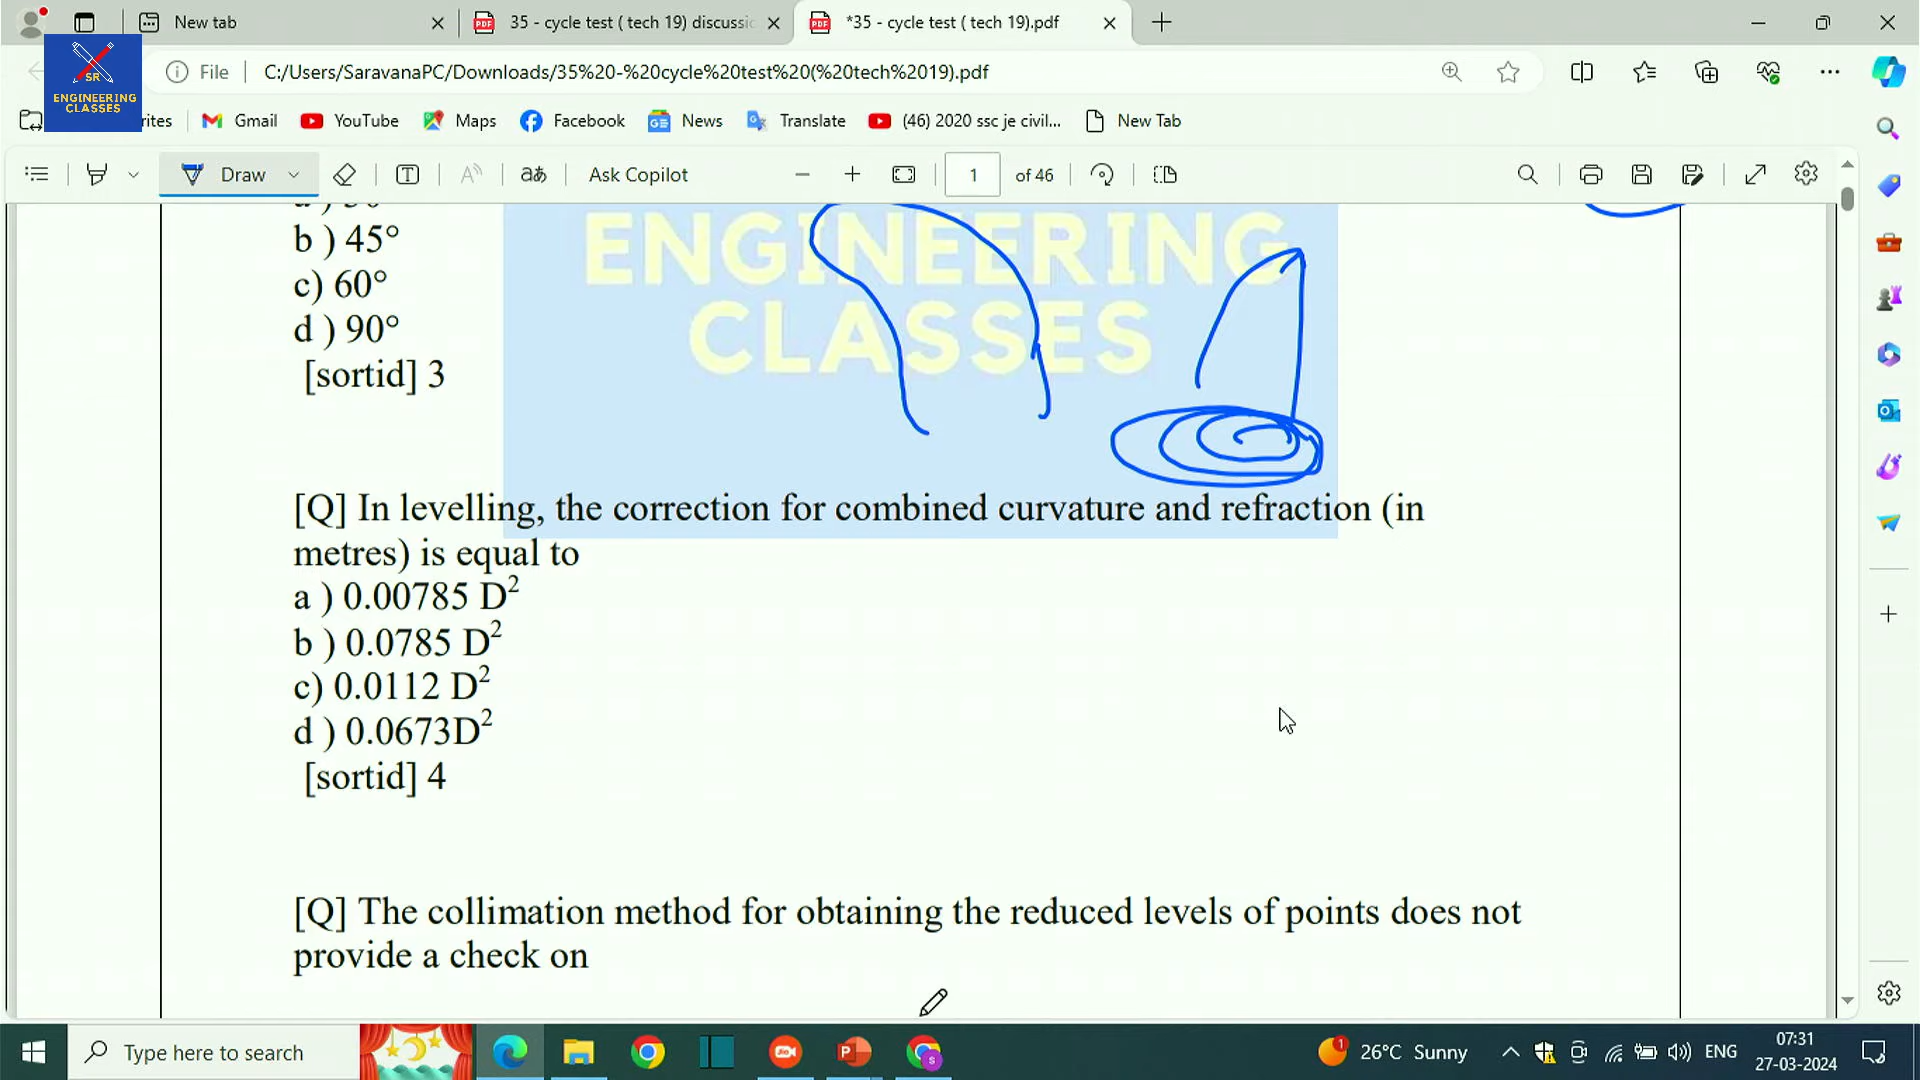 New tab
35 - cycle test ( tech 19) discussi
*35 - cycle test ( tech 19).pdf
File
C:/Users/SaravanaPC/Downloads/35%20-%20cycle%20test%20(%20tech%2019).pdf
SR
ENGINEERING
CLASSES
Gmail
YouTube
Maps
Facebook
News
Translate
(46) 2020 ssc je civil...
New Tab
Draw
Ask Copilot
1
of 46
ENGINEERING
CLASSES
b ) 45°
c) 60°
d ) 90°
[sortid] 3
[Q] In levelling, the correction for combined curvature and refraction (in
metres) is equal to
a ) 0.00785 D²
b ) 0.0785 D²
c) 0.0112 D²
d ) 0.0673D²
[sortid] 4
[Q] The collimation method for obtaining the reduced levels of points does not
provide a check on
Type here to search
26°C Sunny
ENG
07:31
27-03-2024